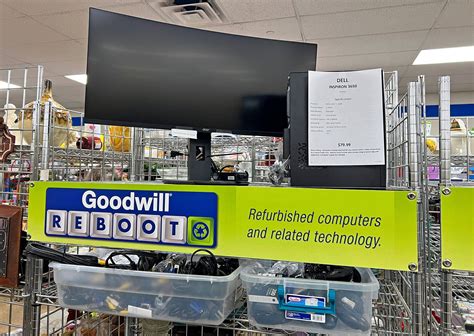 DELL
INSPIRON 3650
$79.99
Goodwill
REBOOT
Refurbished computers
and related technology.